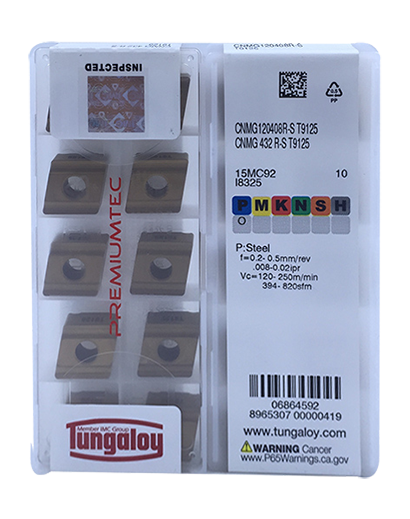 INSPECTED
PREMIUMTEC
Member IMC Group
Tungaloy
CNMG120408R-S
T9125
CNMG120408R-S T9125
CNMG 432 R-S T9125
PP
15MC92 10
I8325
P M K N S H
O
P:Steel
f=0.2- 0.5mm/rev
.008-0.02ipr
Vc=120- 250m/min
394- 820sfm
06864592
8965307 00000419
www.tungaloy.com
WARNING Cancer
www.P65Warnings.ca.gov